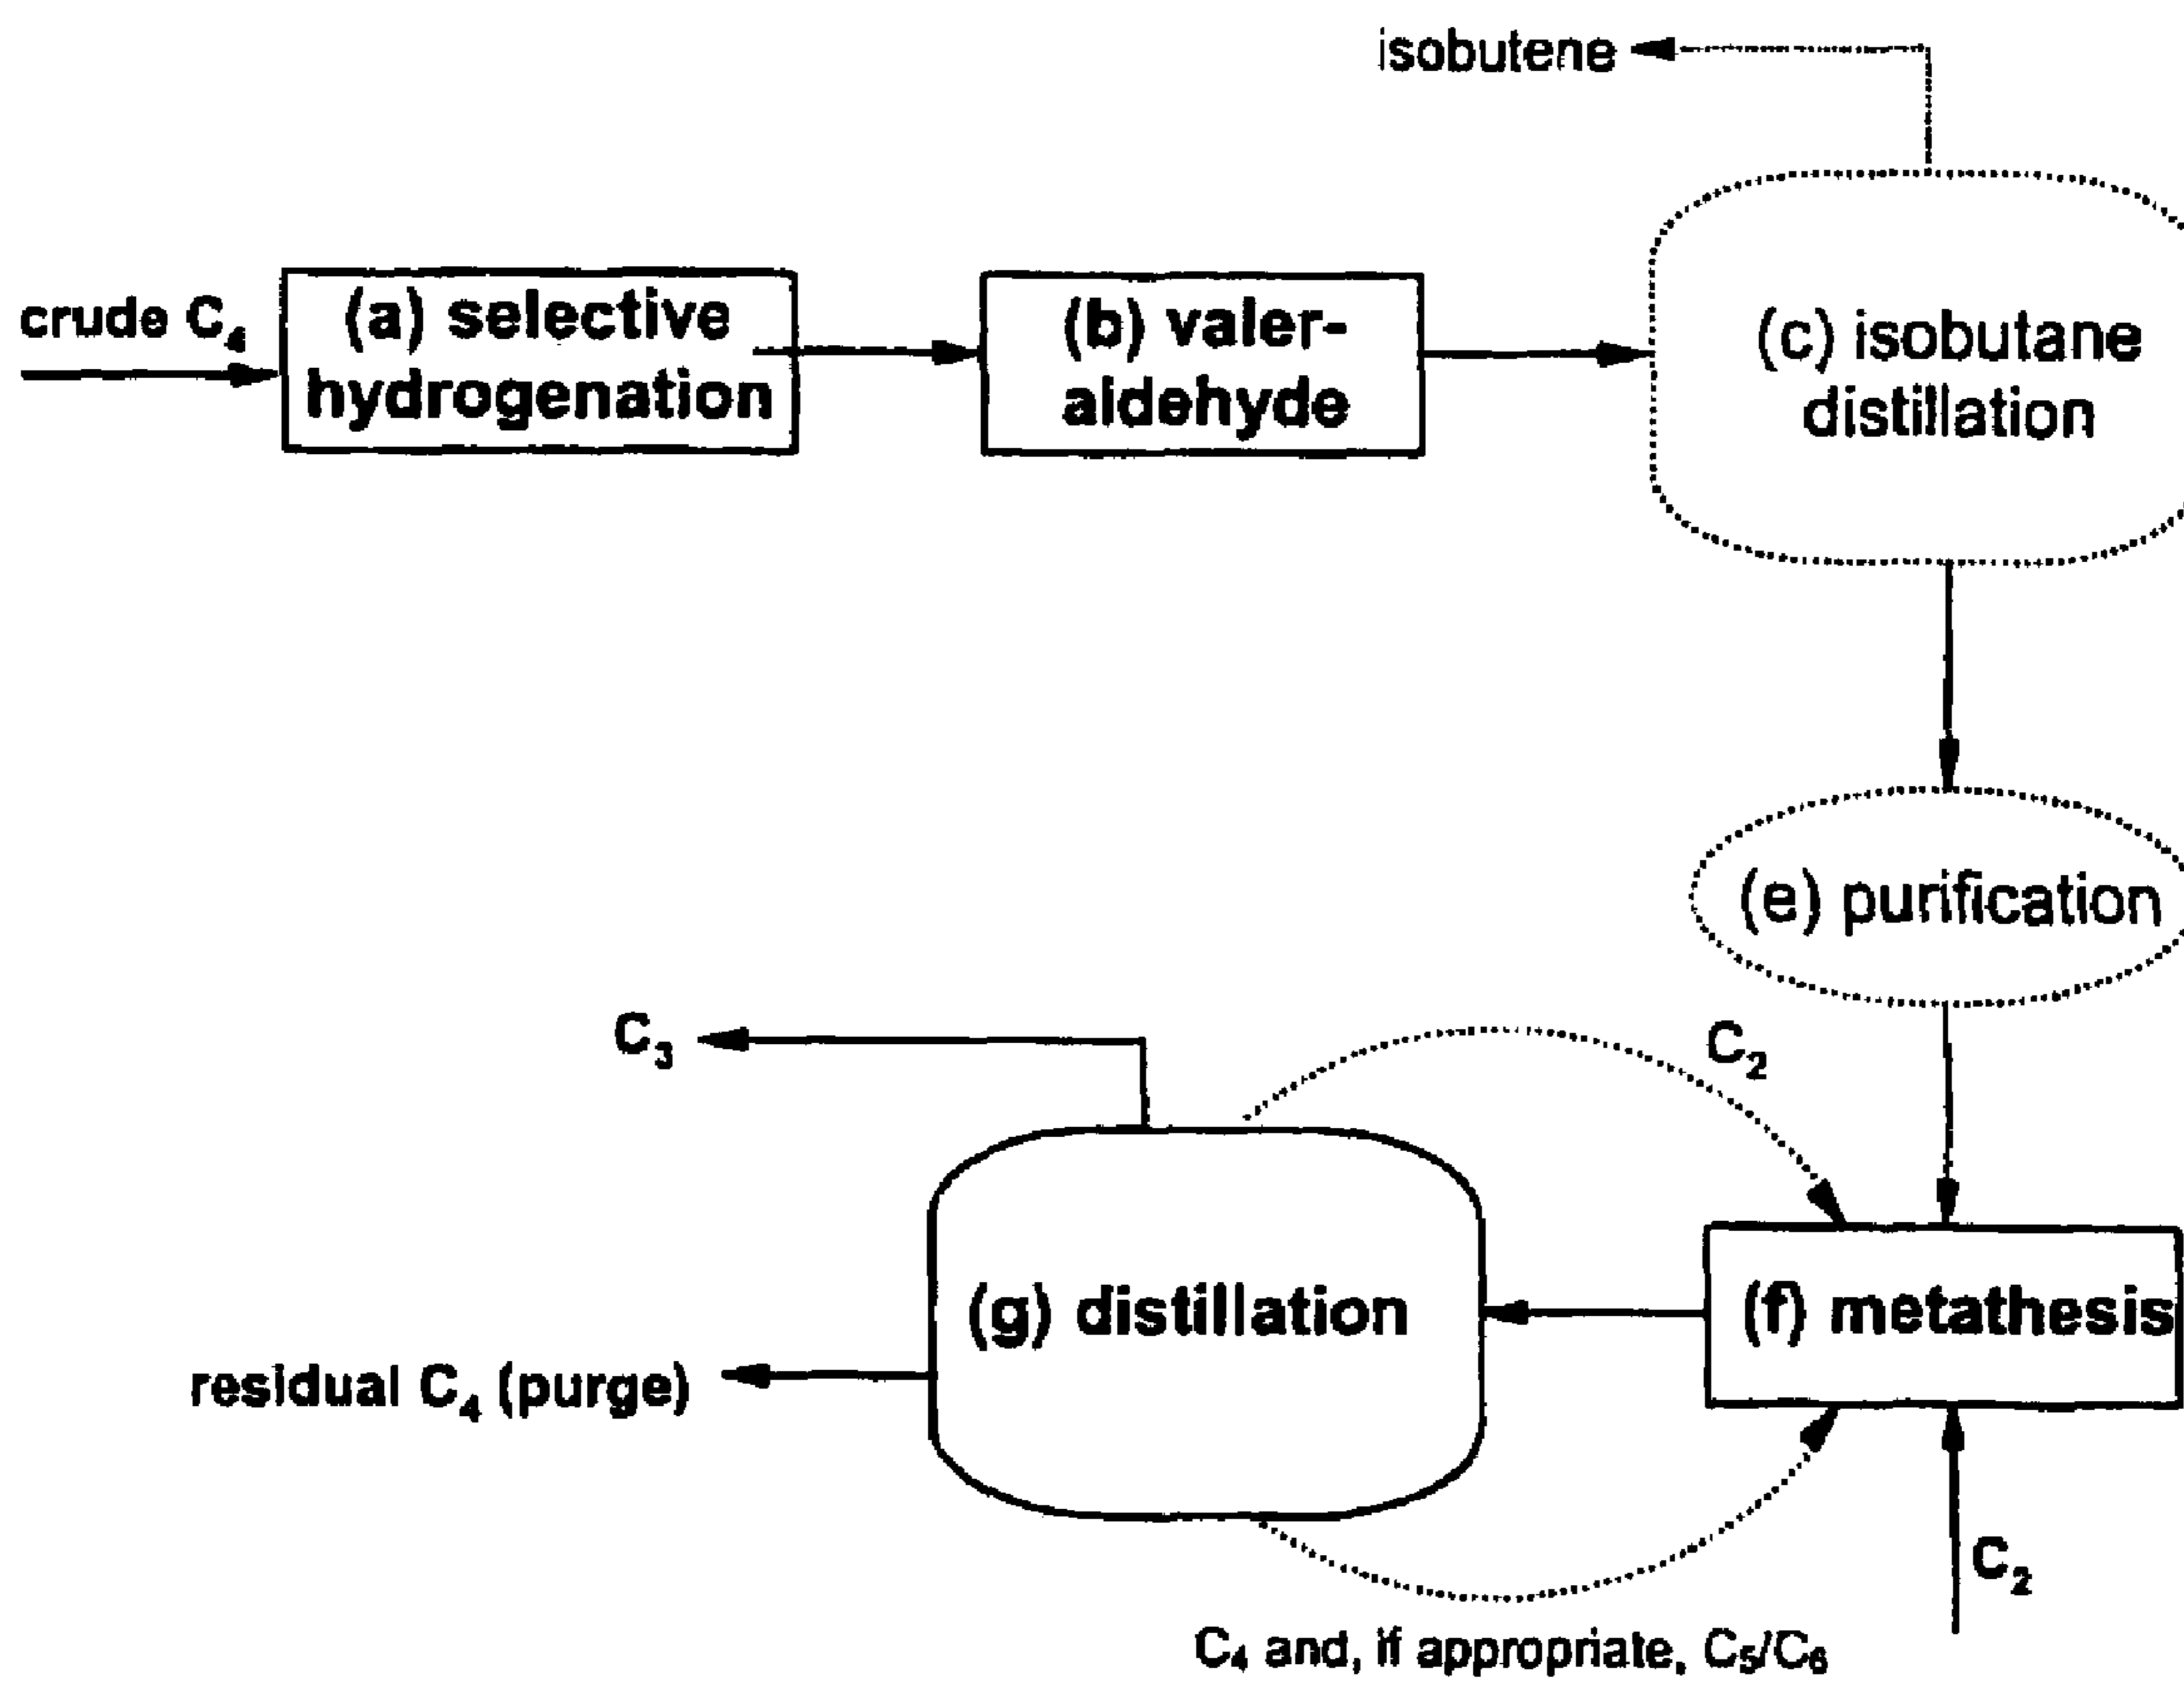 isobutene
crude C₄
(a) selective
hydrogenation
(b) valer-
aldehyde
(c) isobutane
distillation
(e) purification
C₃
C₂
(g) distillation
(f) metathesis
residual C₄ (purge)
C₂
C₄ and, if appropriate, C₅/C₆